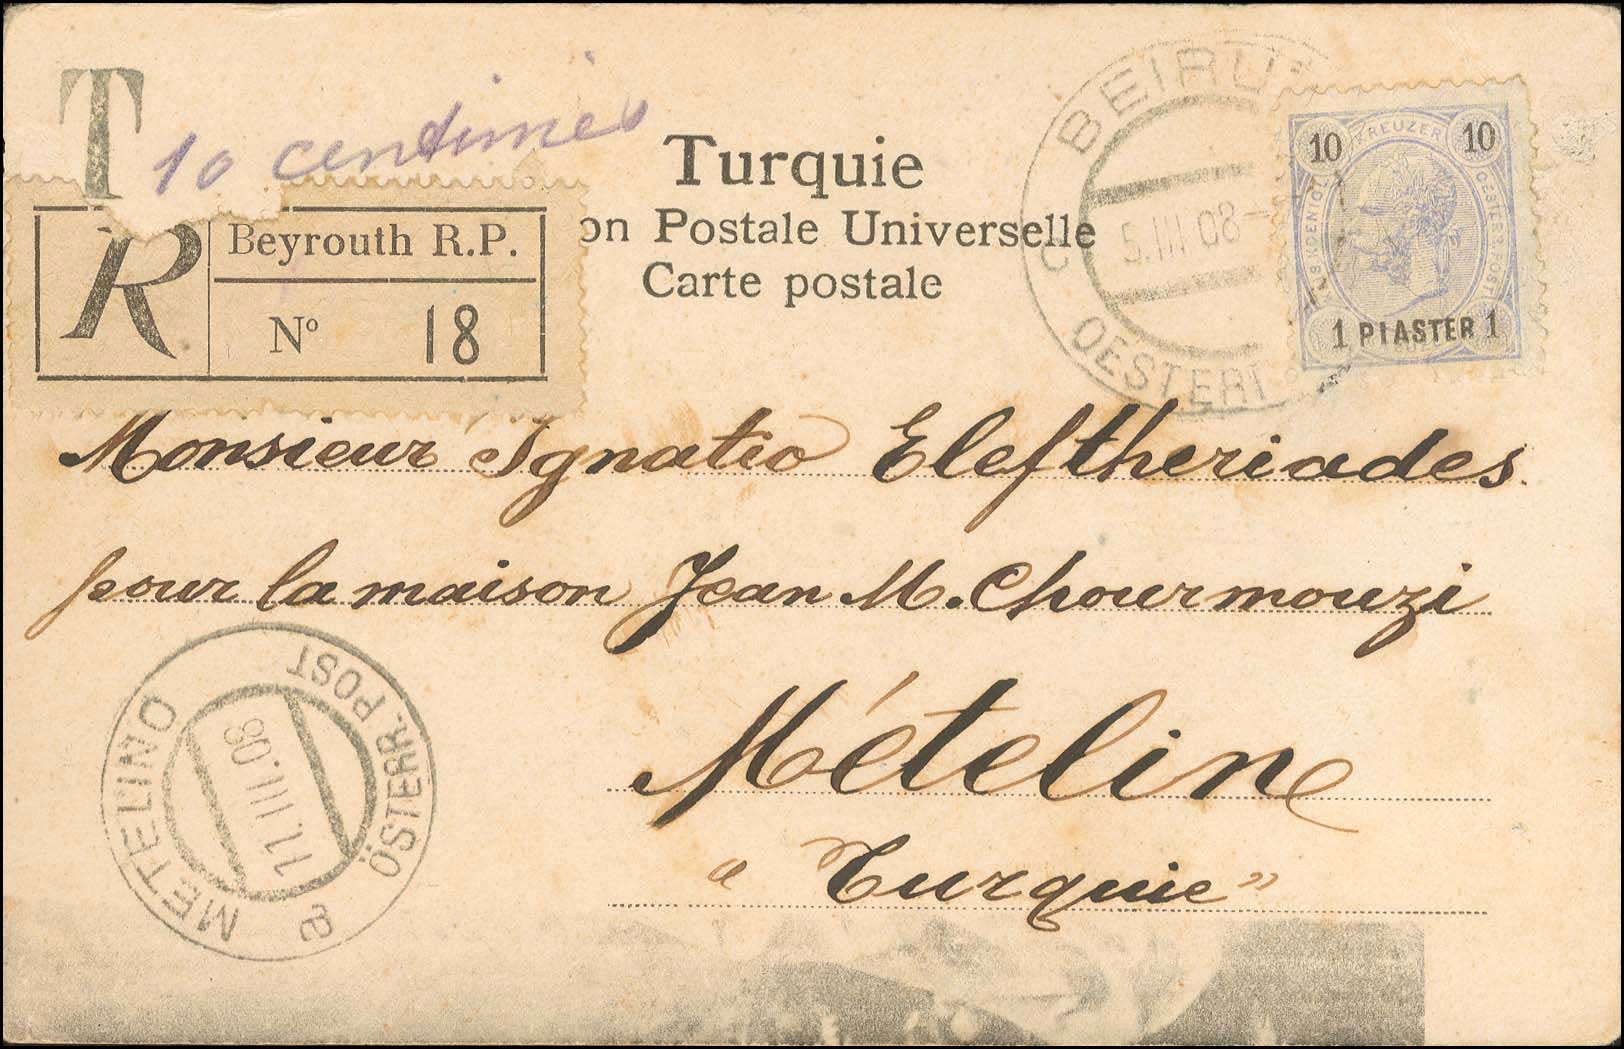 T
10 centimes
R
Beyrouth R.P.
Nº 18
Turquie
on Postale Universelle
Carte postale
BEIRU
5.III 08
C OESTERR
10 KREUZER 10
1 PIASTER 1
Monsieur Ignatio Eleftheriades
pour la maison Jean M. Chourmouzi
Mételine
" Turquie "
METELINO
11.III.08
ÖSTERR. POST
e